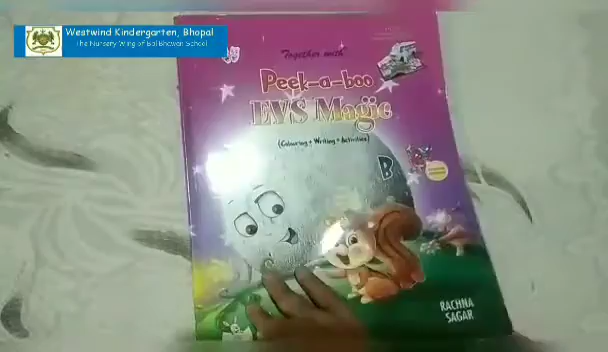 Westwind Kindergarten, Bhopal
The Nursery Wing of Bal Bhawan School
Together with
Peek-a-boo
EVS Magic
(Colouring + Writing + Activities)
B
RACHNA
SAGAR